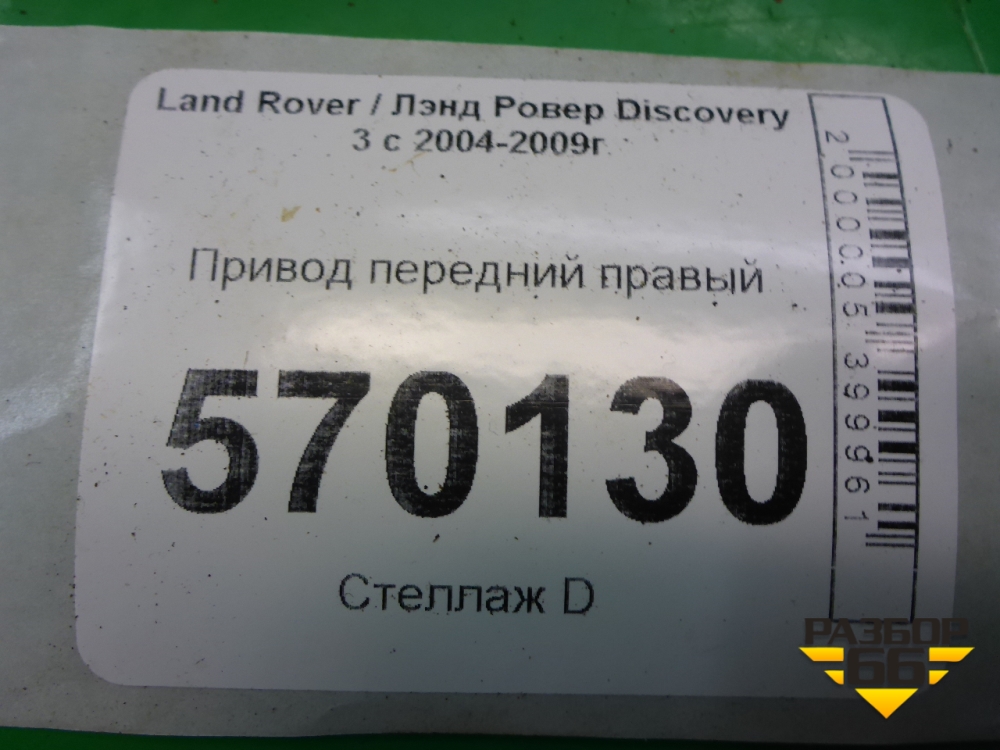 Land Rover / Лэнд Ровер Discovery
3 с 2004-2009г
Привод передний правый
570130
Стеллаж D
2000005399961
РАЗБОР
66